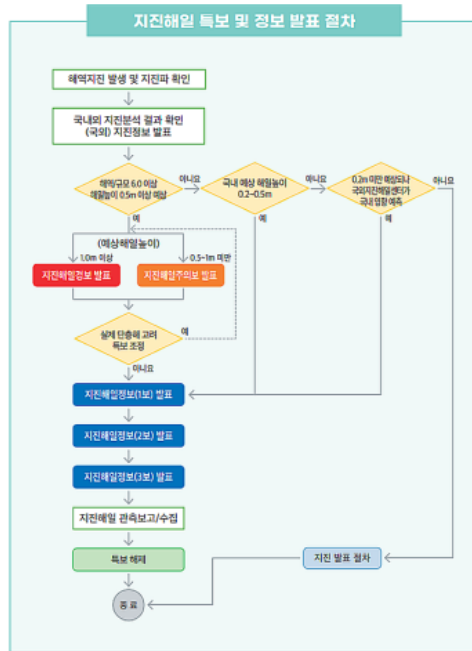 지진해일 특보 및 정보 발표 절차
해역지진 발생 및 지진파 확인
국내외 지진분석 결과 확인
(국외) 지진정보 발표
해역/규모 6.0 이상
해일높이 0.5m 이상 예상
아니요
국내 예상 해일높이
0.2~0.5m
아니요
0.2m 미만 예상되나
국외지진해일센터가
국내 영향 예측
아니요
예
예
예
(예상해일높이)
1.0m 이상
0.5~1m 미만
지진해일경보 발표
지진해일주의보 발표
실제 단층해 고려
특보 조정
예
아니요
지진해일정보(1보) 발표
지진해일정보(2보) 발표
지진해일정보(3보) 발표
지진해일 관측보고/수집
특보 해제
지진 발표 절차
종료